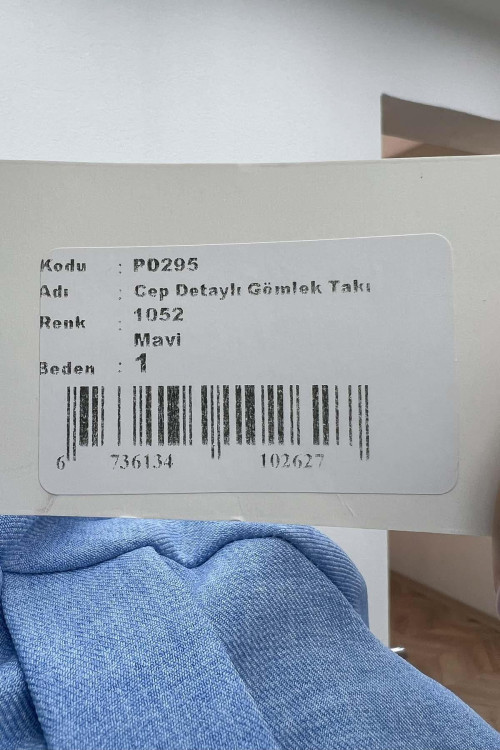 Kodu : P0295
Adı : Cep Detaylı Gömlek Takı
Renk : 1052
Mavi
Beden : 1
6 736134 102627